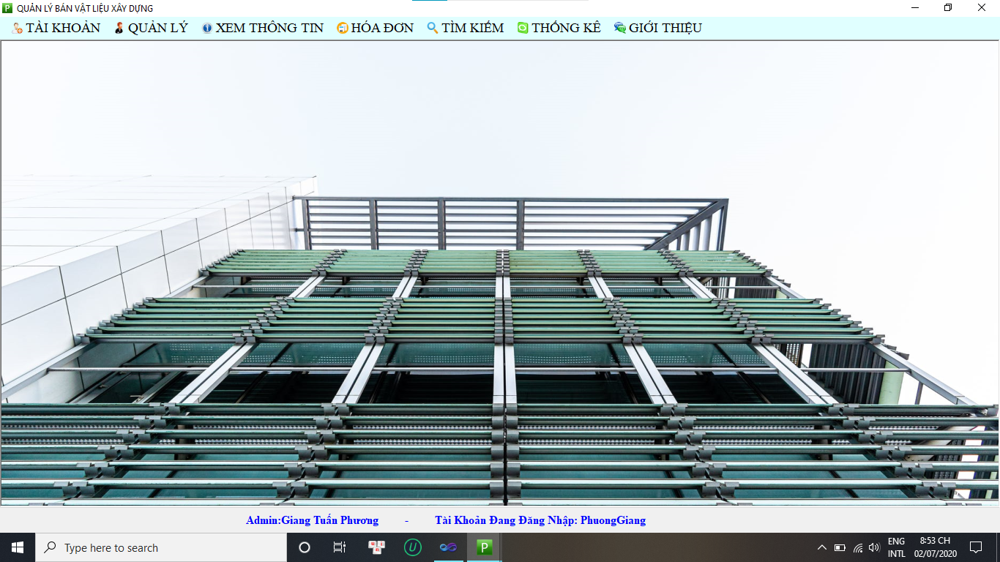 QUẢN LÝ BÁN VẬT LIỆU XÂY DỰNG
TÀI KHOẢN QUẢN LÝ XEM THÔNG TIN HÓA ĐƠN TÌM KIẾM THỐNG KÊ GIỚI THIỆU
Admin:Giang Tuấn Phương - Tài Khoản Đang Đăng Nhập: PhuongGiang
Type here to search
ENG 8:53 CH
INTL 02/07/2020